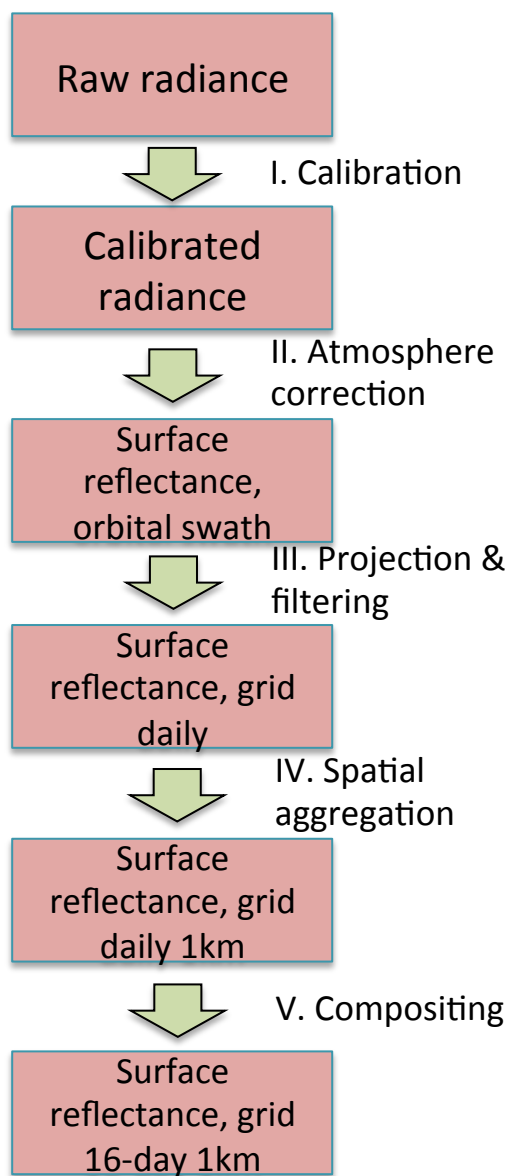 Raw radiance
I. Calibration
Calibrated
radiance
II. Atmosphere
correction
Surface
reflectance,
orbital swath
III. Projection &
filtering
Surface
reflectance, grid
daily
IV. Spatial
aggregation
Surface
reflectance, grid
daily 1km
V. Compositing
Surface
reflectance, grid
16-day 1km